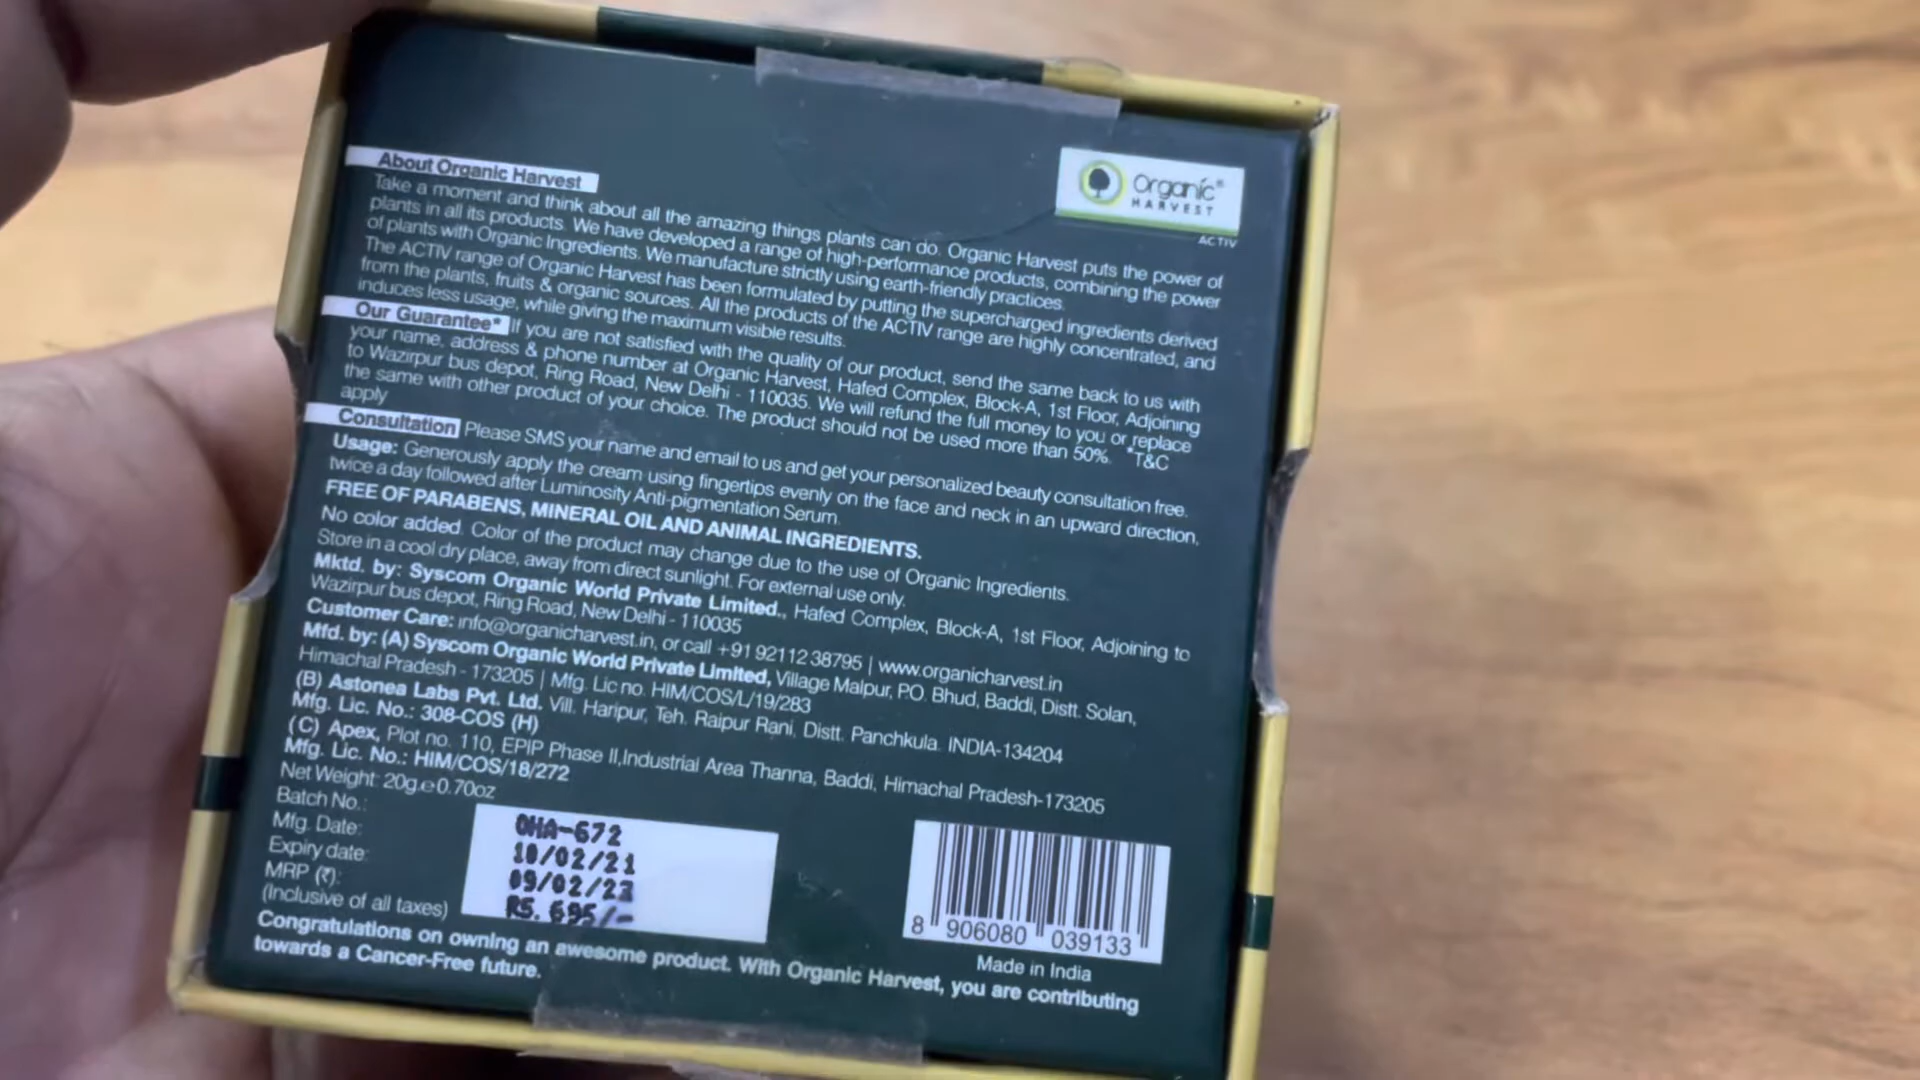 Organic®
HARVEST
ACTIV
About Organic Harvest
Take a moment and think about all the amazing things plants can do. Organic Harvest puts the power of
plants in all its products. We have developed a range of high-performance products, combining the power
of plants with Organic Ingredients. We manufacture strictly using earth-friendly practices.
The ACTIV range of Organic Harvest has been formulated by putting the supercharged ingredients derived
from the plants, fruits & organic sources. All the products of the ACTIV range are highly concentrated, and
induces less usage, while giving the maximum visible results.
Our Guarantee* If you are not satisfied with the quality of our product, send the same back to us with
your name, address & phone number at Organic Harvest, Hafed Complex, Block-A, 1st Floor, Adjoining
to Wazirpur bus depot, Ring Road, New Delhi - 110035. We will refund the full money to you or replace
the same with other product of your choice. The product should not be used more than 50%. *T&C
apply
Consultation Please SMS your name and email to us and get your personalized beauty consultation free.
Usage: Generously apply the cream using fingertips evenly on the face and neck in an upward direction,
twice a day followed after Luminosity Anti-pigmentation Serum.
FREE OF PARABENS, MINERAL OIL AND ANIMAL INGREDIENTS.
No color added. Color of the product may change due to the use of Organic Ingredients.
Store in a cool dry place, away from direct sunlight. For external use only.
Mktd. by: Syscom Organic World Private Limited., Hafed Complex, Block-A, 1st Floor, Adjoining to
Wazirpur bus depot, Ring Road, New Delhi - 110035
Customer Care: info@organicharvest.in, or call +91 92112 38795 | www.organicharvest.in
Mfd. by: (A) Syscom Organic World Private Limited, Village Malpur, P.O. Bhud, Baddi, Distt. Solan,
Himachal Pradesh - 173205 | Mfg. Lic no. HIM/COS/L/19/283
(B) Astonea Labs Pvt. Ltd. Vill. Haripur, Teh. Raipur Rani, Distt. Panchkula. INDIA-134204
Mfg. Lic. No.: 308-COS (H)
(C) Apex, Plot no. 110, EPIP Phase II,Industrial Area Thanna, Baddi, Himachal Pradesh-173205
Mfg. Lic. No.: HIM/COS/18/272
Net Weight: 20g.e0.70oz
Batch No.: OHA-672
Mfg. Date: 10/02/21
Expiry date: 09/02/23
MRP (₹): RS. 695/-
(Inclusive of all taxes)
8 906080 039133
Made in India
Congratulations on owning an awesome product. With Organic Harvest, you are contributing
towards a Cancer-Free future.